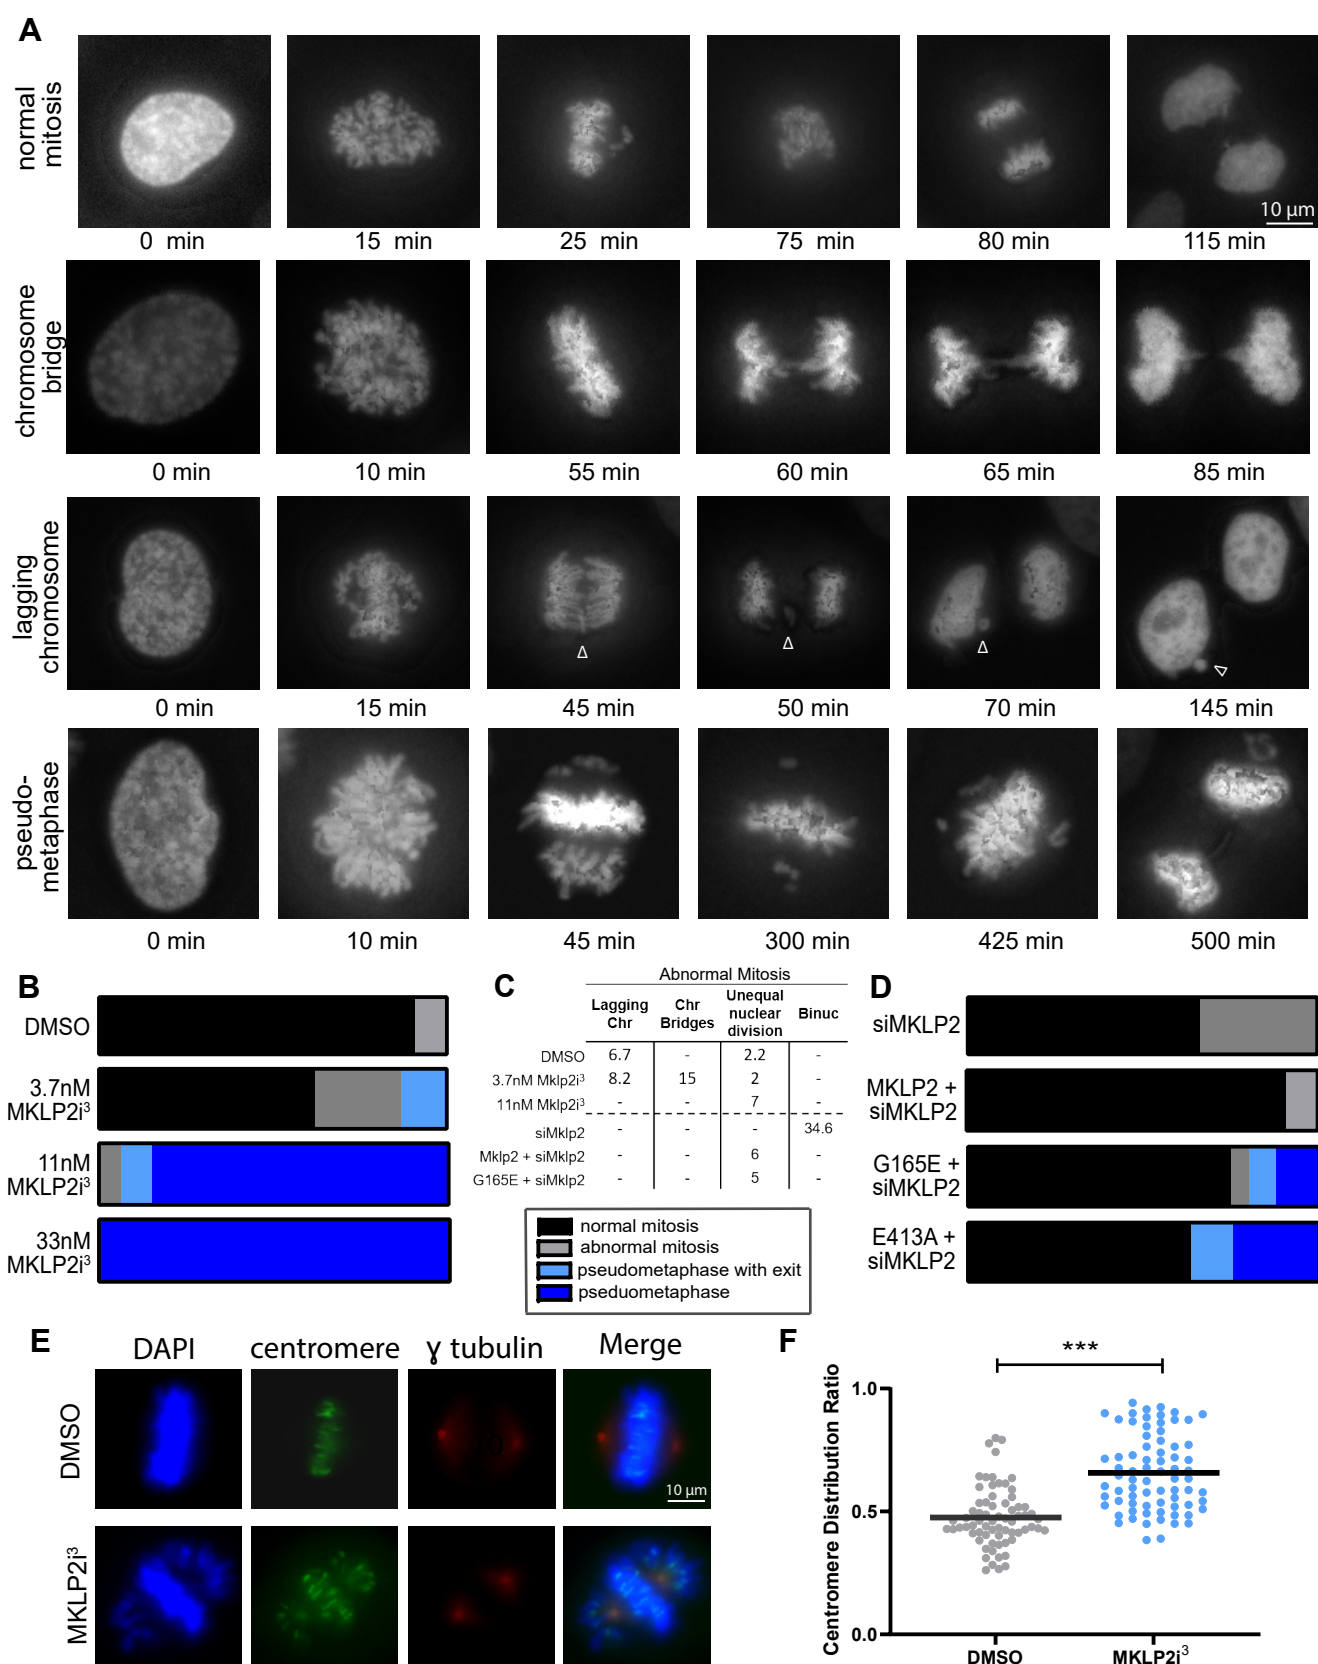 A
normal
mitosis
10 µm
0 min
15 min
25 min
75 min
80 min
115 min
chromosome
bridge
0 min
10 min
55 min
60 min
65 min
85 min
lagging
chromosome
0 min
15 min
45 min
50 min
70 min
145 min
pseudo-
metaphase
0 min
10 min
45 min
300 min
425 min
500 min
B
DMSO
3.7nM
MKLP2i³
11nM
MKLP2i³
33nM
MKLP2i³
C
Abnormal Mitosis
Lagging Chr
Chr Bridges
Unequal nuclear division
Binuc
DMSO 6.7 - 2.2 -
3.7nM Mklp2i³ 8.2 15 2 -
11nM Mklp2i³ - - 7 -
siMklp2 - - - 34.6
Mklp2 + siMklp2 - - 6 -
G165E + siMklp2 - - 5 -
normal mitosis
abnormal mitosis
pseudometaphase with exit
pseduometaphase
D
siMKLP2
MKLP2 +
siMKLP2
G165E +
siMKLP2
E413A +
siMKLP2
E
DAPI
centromere
γ tubulin
Merge
DMSO
10 µm
MKLP2i³
F
***
Centromere Distribution Ratio
1.0
0.5
0.0
DMSO
MKLP2i³